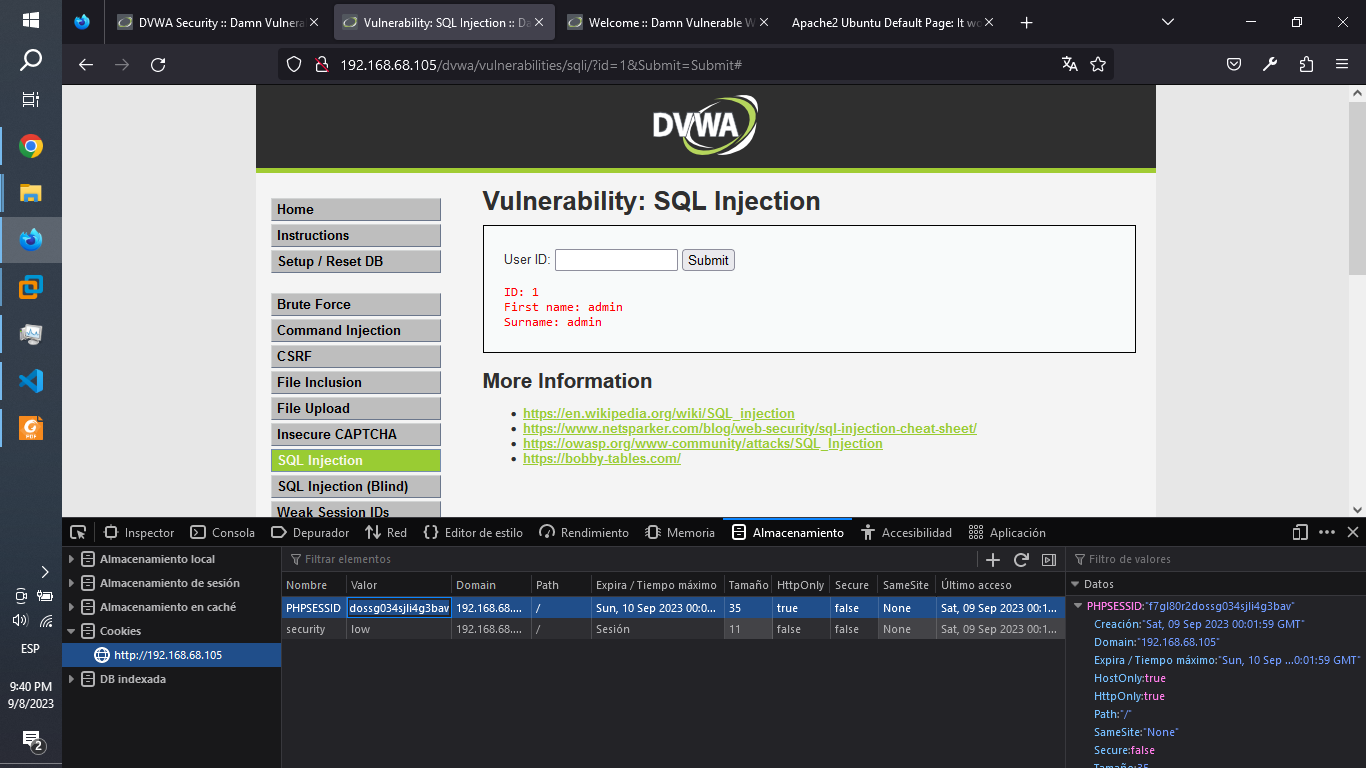 DVWA Security :: Damn Vulnera
Vulnerability: SQL Injection :: Da
Welcome :: Damn Vulnerable W
Apache2 Ubuntu Default Page: It wo
192.168.68.105/dvwa/vulnerabilities/sqli/?id=1&Submit=Submit#
DVWA
Home
Instructions
Setup / Reset DB
Brute Force
Command Injection
CSRF
File Inclusion
File Upload
Insecure CAPTCHA
SQL Injection
SQL Injection (Blind)
Weak Session IDs
Vulnerability: SQL Injection
User ID: Submit
ID: 1
First name: admin
Surname: admin
More Information
https://en.wikipedia.org/wiki/SQL_injection
https://www.netsparker.com/blog/web-security/sql-injection-cheat-sheet/
https://owasp.org/www-community/attacks/SQL_Injection
https://bobby-tables.com/
Inspector Consola Depurador Red Editor de estilo Rendimiento Memoria Almacenamiento Accesibilidad Aplicación
Almacenamiento local
Almacenamiento de sesión
Almacenamiento en caché
Cookies
http://192.168.68.105
DB indexada
Filtrar elementos
Nombre Valor Domain Path Expira / Tiempo máximo Tamaño HttpOnly Secure SameSite Último acceso
PHPSESSID dossg034sjli4g3bav 192.168.68.... / Sun, 10 Sep 2023 00:0... 35 true false None Sat, 09 Sep 2023 00:1...
security low 192.168.68.... / Sesión 11 false false None Sat, 09 Sep 2023 00:1...
Filtro de valores
Datos
PHPSESSID:"f7gl80r2dossg034sjli4g3bav"
Creación:"Sat, 09 Sep 2023 00:01:59 GMT"
Domain:"192.168.68.105"
Expira / Tiempo máximo:"Sun, 10 Sep ...0:01:59 GMT"
HostOnly:true
HttpOnly:true
Path:"/"
SameSite:"None"
Secure:false
Tamaño:35
PDF
ESP
9:40 PM
9/8/2023
2